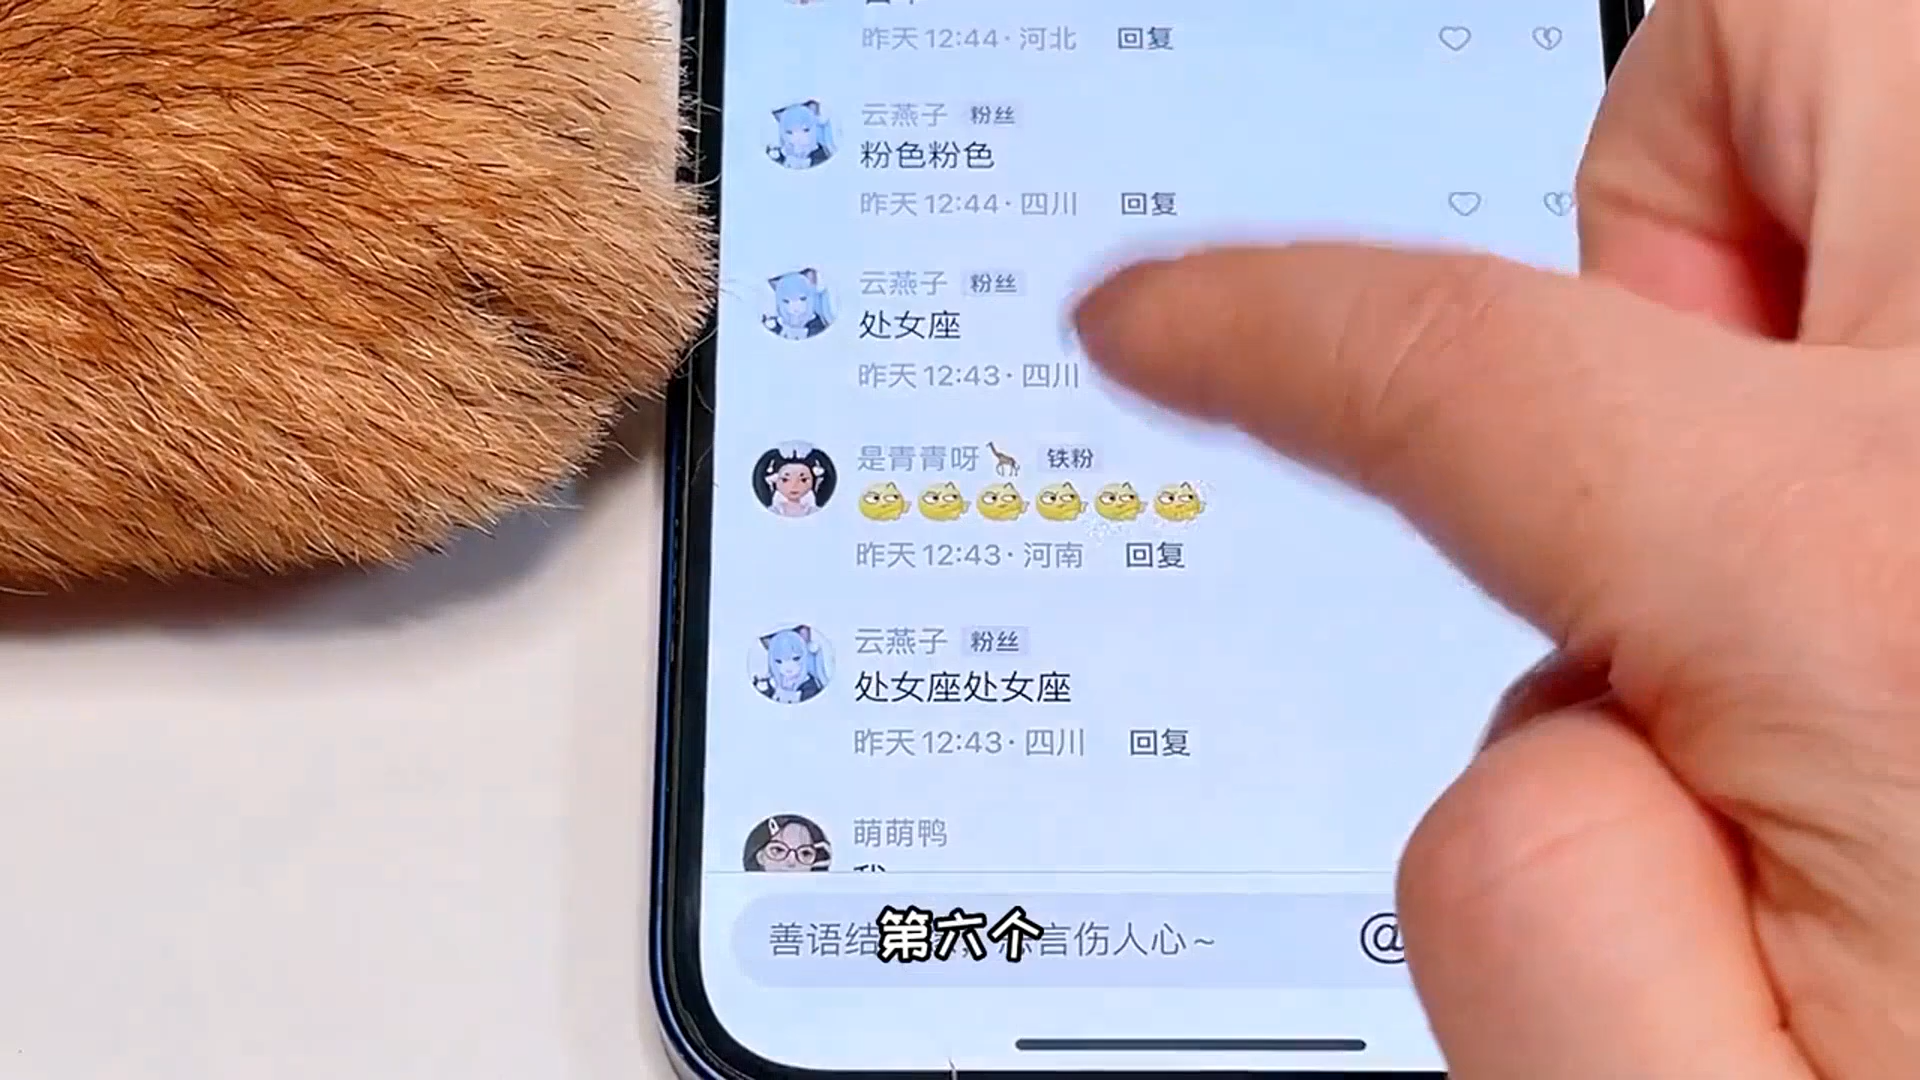 昨天 12:44·河北 回复
云燕子 粉丝
粉色粉色
昨天 12:44·四川 回复
云燕子 粉丝
处女座
昨天 12:43·四川
是青青呀🦒 铁粉
昨天 12:43·河南 回复
云燕子 粉丝
处女座处女座
昨天 12:43·四川 回复
萌萌鸭
善语结 言伤人心~ @
第六个